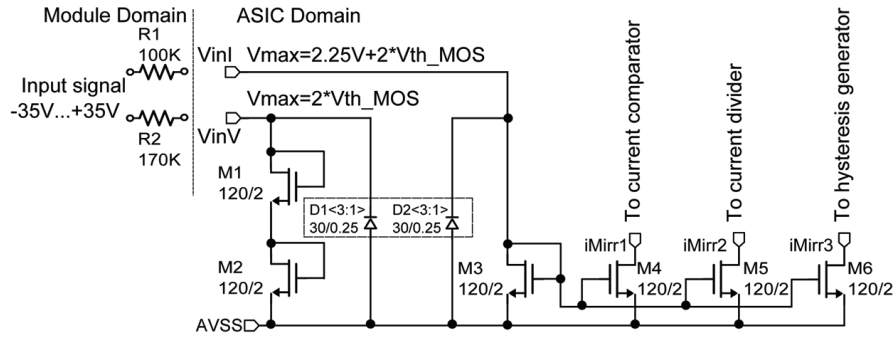 Module Domain
ASIC Domain
R1
100K
VinI
Vmax=2.25V+2*Vth_MOS
Input signal
-35V...+35V
Vmax=2*Vth_MOS
VinV
R2
170K
M1
120/2
D1<3:1>
30/0.25
D2<3:1>
30/0.25
To current comparator
To current divider
To hysteresis generator
iMirr1
iMirr2
iMirr3
M2
120/2
M3
120/2
M4
120/2
M5
120/2
M6
120/2
AVSS